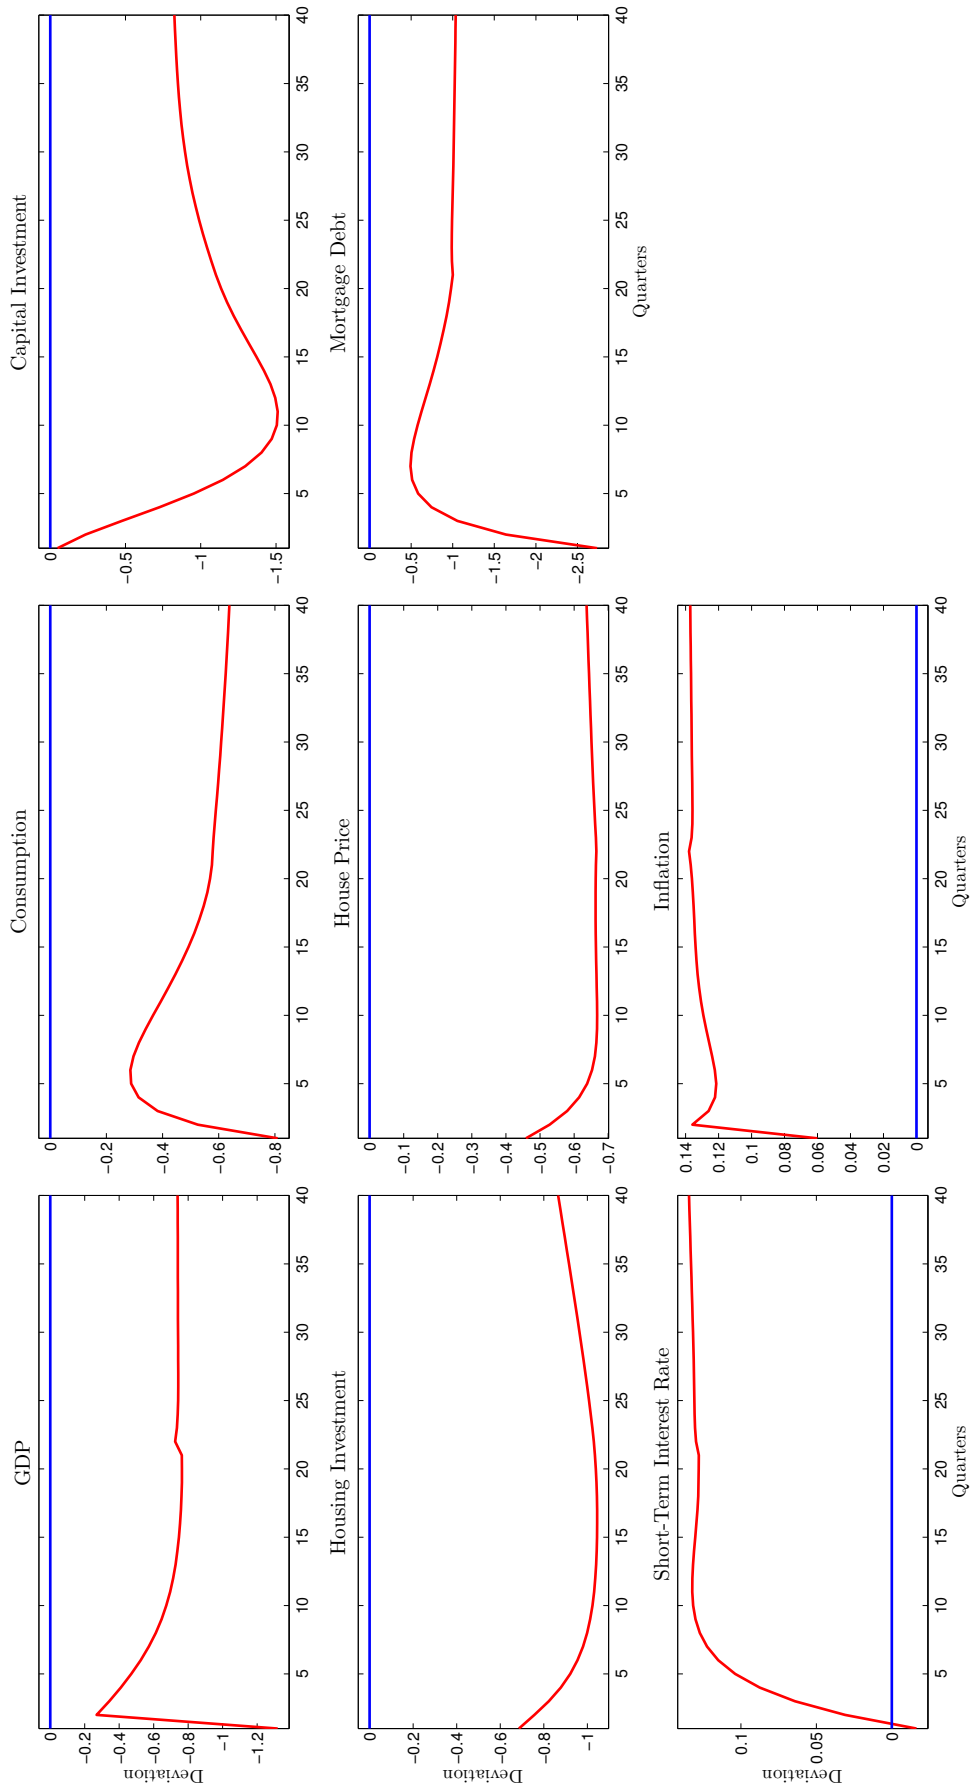 GDP
0
−0.2
−0.4
−0.6
−0.8
−1
−1.2
Deviation
5 10 15 20 25 30 35 40
Consumption
0
−0.2
−0.4
−0.6
−0.8
5 10 15 20 25 30 35 40
Capital Investment
0
−0.5
−1
−1.5
5 10 15 20 25 30 35 40
Housing Investment
0
−0.2
−0.4
−0.6
−0.8
−1
Deviation
5 10 15 20 25 30 35 40
House Price
0
−0.1
−0.2
−0.3
−0.4
−0.5
−0.6
−0.7
5 10 15 20 25 30 35 40
Mortgage Debt
0
−0.5
−1
−1.5
−2
−2.5
5 10 15 20 25 30 35 40
Quarters
Short-Term Interest Rate
0.1
0.05
0
Deviation
5 10 15 20 25 30 35 40
Quarters
Inflation
0.14
0.12
0.1
0.08
0.06
0.04
0.02
0
5 10 15 20 25 30 35 40
Quarters